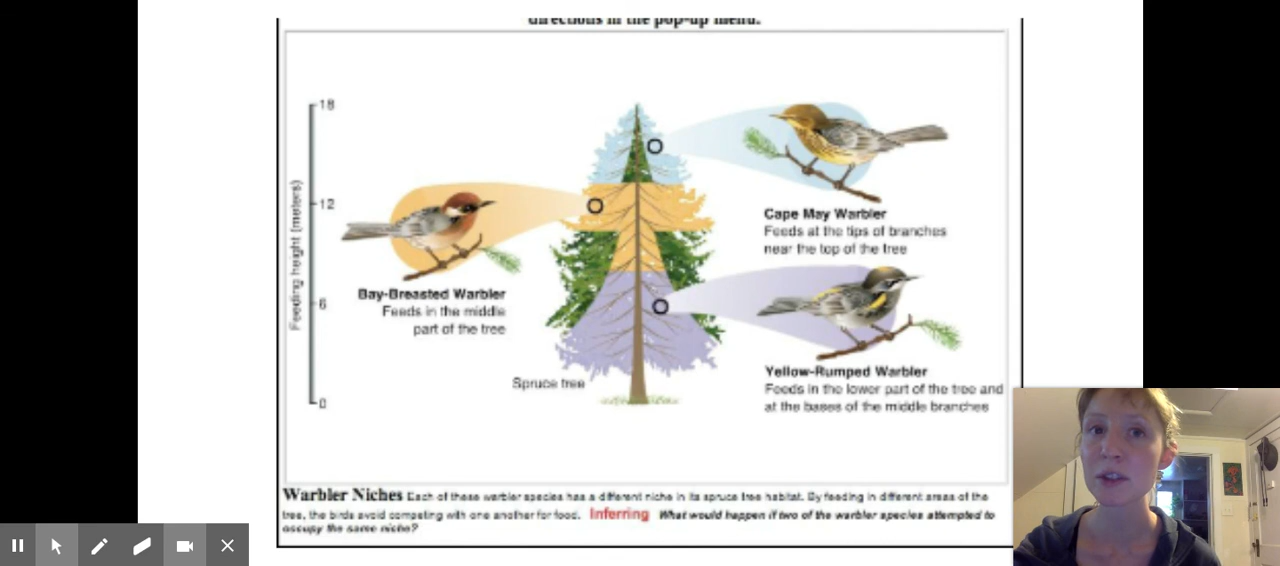 directions in the pop-up menu.
18
12
6
0
Feeding height (meters)
Cape May Warbler
Feeds at the tips of branches
near the top of the tree
Bay-Breasted Warbler
Feeds in the middle
part of the tree
Yellow-Rumped Warbler
Feeds in the lower part of the tree and
at the bases of the middle branches
Spruce tree
Warbler Niches Each of these warbler species has a different niche in its spruce tree habitat. By feeding in different areas of the
tree, the birds avoid competing with one another for food. Inferring What would happen if two of the warbler species attempted to
occupy the same niche?